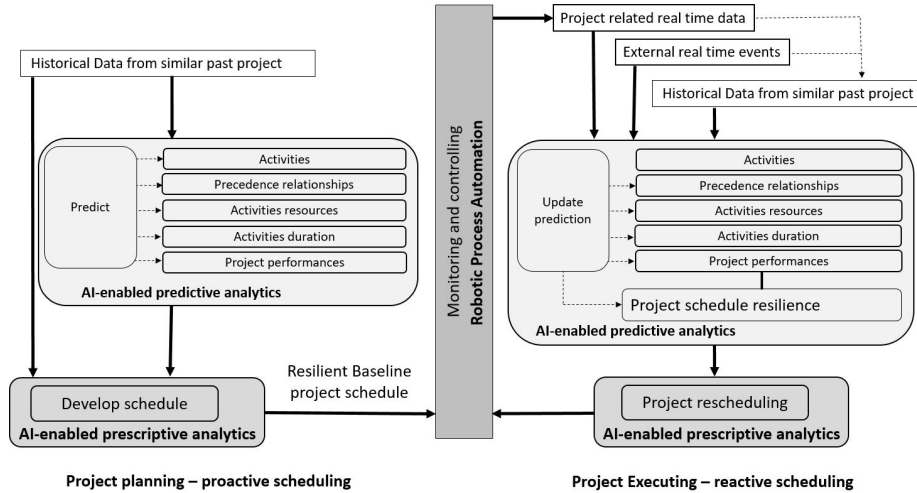 Historical Data from similar past project
Predict
Activities
Precedence relationships
Activities resources
Activities duration
Project performances
AI-enabled predictive analytics
Develop schedule
AI-enabled prescriptive analytics
Resilient Baseline
project schedule
Project planning – proactive scheduling
Monitoring and controlling
Robotic Process Automation
Project related real time data
External real time events
Historical Data from similar past project
Update
prediction
Activities
Precedence relationships
Activities resources
Activities duration
Project performances
Project schedule resilience
AI-enabled predictive analytics
Project rescheduling
AI-enabled prescriptive analytics
Project Executing – reactive scheduling